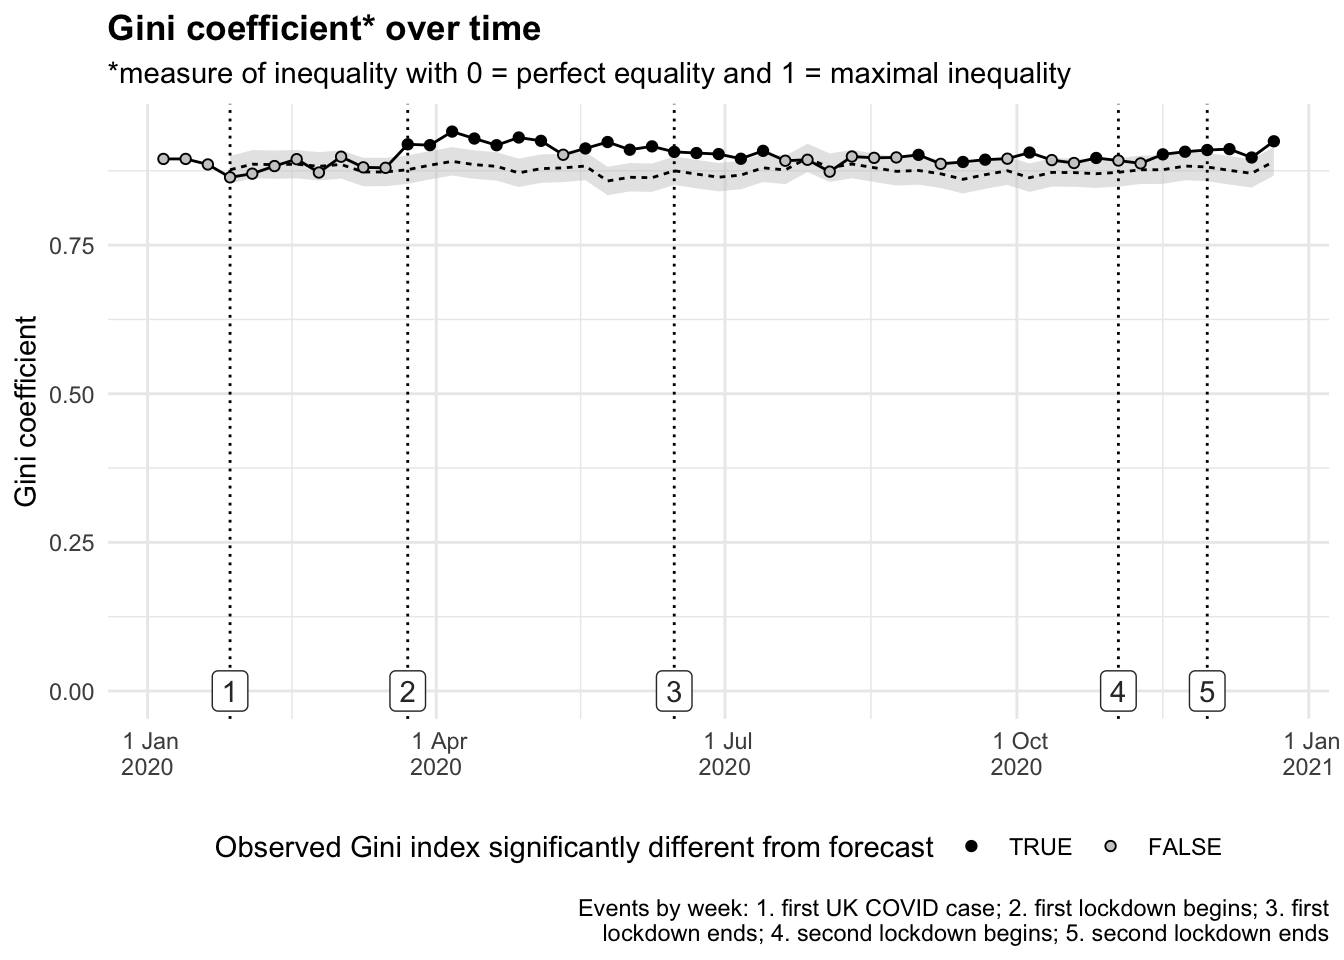 Gini coefficient* over time
*measure of inequality with 0 = perfect equality and 1 = maximal inequality
Gini coefficient
0.75
0.50
0.25
0.00
1
2
3
4
5
1 Jan
2020
1 Apr
2020
1 Jul
2020
1 Oct
2020
1 Jan
2021
Observed Gini index significantly different from forecast TRUE FALSE
Events by week: 1. first UK COVID case; 2. first lockdown begins; 3. first
lockdown ends; 4. second lockdown begins; 5. second lockdown ends